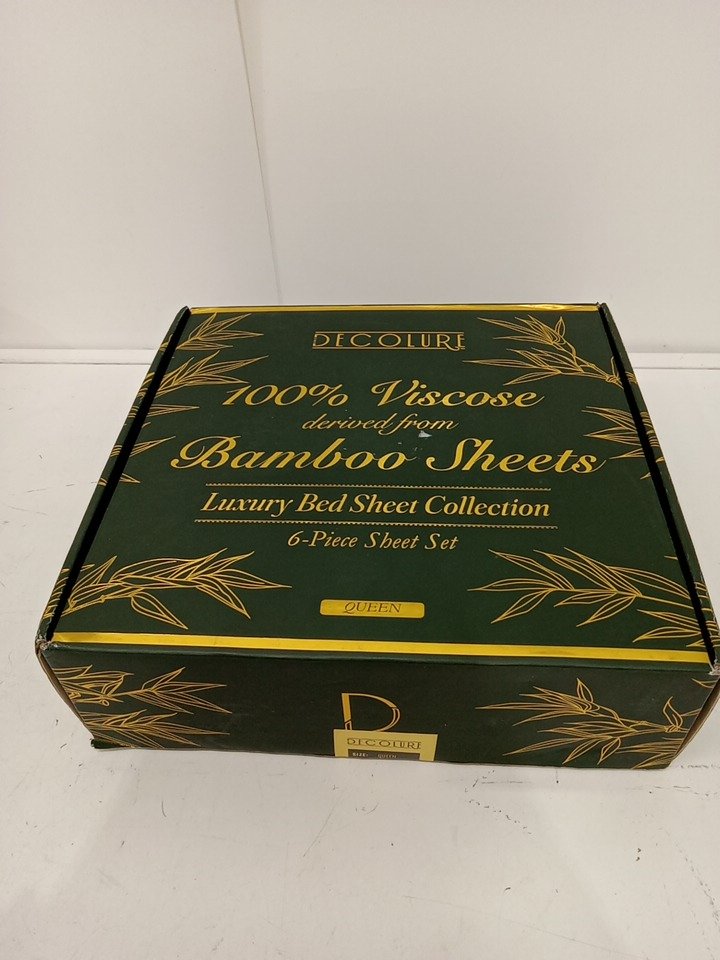 DECOLURE
100% Viscose
derived from
Bamboo Sheets
Luxury Bed Sheet Collection
6-Piece Sheet Set
QUEEN
D
DECOLURE
SIZE: QUEEN